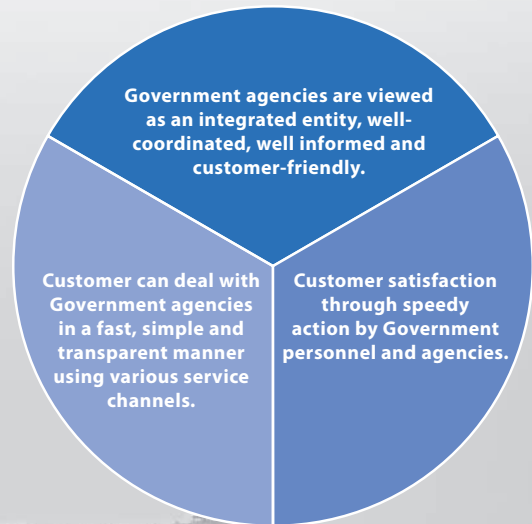 Government agencies are viewed
as an integrated entity, well-
coordinated, well informed and
customer-friendly.
Customer can deal with
Government agencies
in a fast, simple and
transparent manner
using various service
channels.
Customer satisfaction
through speedy
action by Government
personnel and agencies.